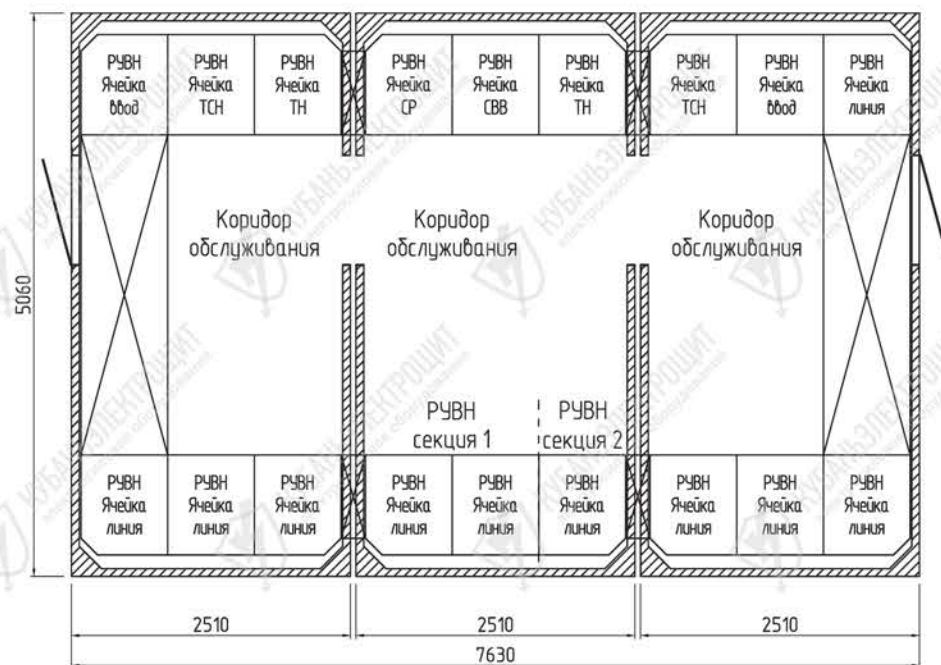 РУВН
Ячейка
ввод
РУВН
Ячейка
ТСН
РУВН
Ячейка
ТН
РУВН
Ячейка
СР
РУВН
Ячейка
СВВ
РУВН
Ячейка
ТН
РУВН
Ячейка
ТСН
РУВН
Ячейка
ввод
РУВН
Ячейка
линия
Коридор
обслуживания
Коридор
обслуживания
Коридор
обслуживания
5060
РУВН
секция 1
РУВН
секция 2
РУВН
Ячейка
линия
РУВН
Ячейка
линия
РУВН
Ячейка
линия
РУВН
Ячейка
линия
РУВН
Ячейка
линия
РУВН
Ячейка
линия
РУВН
Ячейка
линия
РУВН
Ячейка
линия
РУВН
Ячейка
линия
2510
2510
2510
7630
КУБАНЬЭЛЕКТРОЩИТ
электрощитовое оборудование